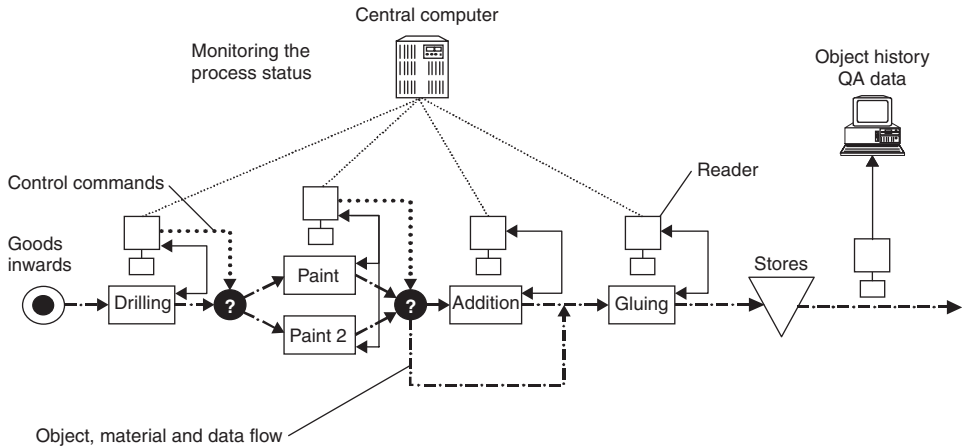 Central computer
Monitoring the
process status
Object history
QA data
Control commands
Reader
Goods
inwards
Stores
Drilling
?
Paint
Paint 2
?
Addition
Gluing
Object, material and data flow